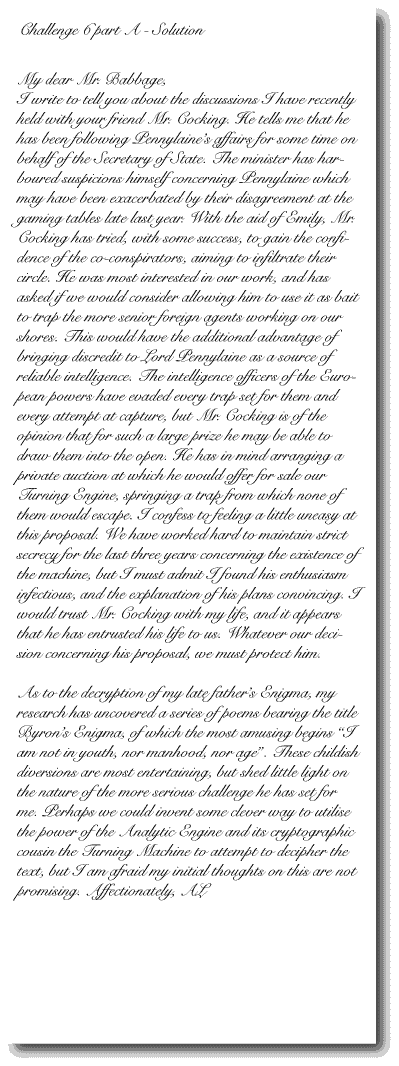 Challenge 6 part A - Solution
My dear Mr. Babbage,
I write to tell you about the discussions I have recently
held with your friend Mr. Cocking. He tells me that he
has been following Pennylaine's affairs for some time on
behalf of the Secretary of State. The minister has har-
boured suspicions himself concerning Pennylaine which
may have been exacerbated by their disagreement at the
gaming tables late last year. With the aid of Emily, Mr.
Cocking has tried, with some success, to gain the confi-
dence of the co-conspirators, aiming to infiltrate their
circle. He was most interested in our work, and has
asked if we would consider allowing him to use it as bait
to trap the more senior foreign agents working on our
shores. This would have the additional advantage of
bringing discredit to Lord Pennylaine as a source of
reliable intelligence. The intelligence officers of the Euro-
pean powers have evaded every trap set for them and
every attempt at capture, but Mr. Cocking is of the
opinion that for such a large prize he may be able to
draw them into the open. He has in mind arranging a
private auction at which he would offer for sale our
Turning Engine, springing a trap from which none of
them would escape. I confess to feeling a little uneasy at
this proposal. We have worked hard to maintain strict
secrecy for the last three years concerning the existence of
the machine, but I must admit I found his enthusiasm
infectious, and the explanation of his plans convincing. I
would trust Mr. Cocking with my life, and it appears
that he has entrusted his life to us. Whatever our deci-
sion concerning his proposal, we must protect him.
As to the decryption of my late father's Enigma, my
research has uncovered a series of poems bearing the title
Byron's Enigma, of which the most amusing begins "I
am not in youth, nor manhood, nor age". These childish
diversions are most entertaining, but shed little light on
the nature of the more serious challenge he has set for
me. Perhaps we could invent some clever way to utilise
the power of the Analytic Engine and its cryptographic
cousin the Turning Machine to attempt to decipher the
text, but I am afraid my initial thoughts on this are not
promising. Affectionately, AL